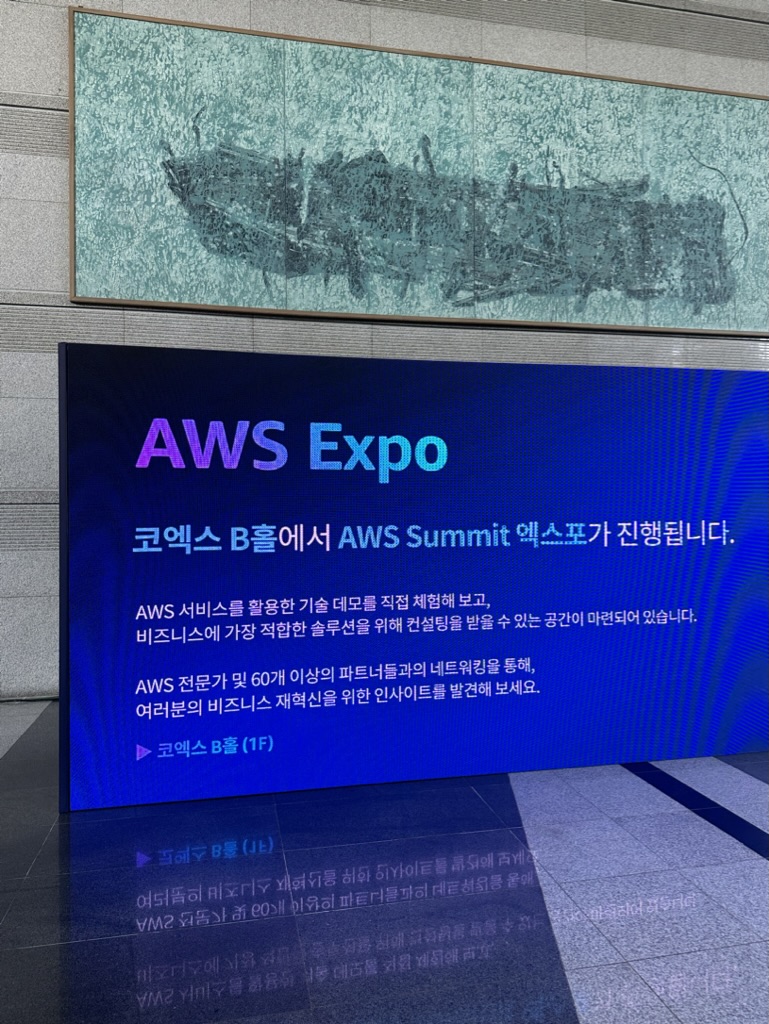 AWS Expo
코엑스 B홀에서 AWS Summit 엑스포가 진행됩니다.
AWS 서비스를 활용한 기술 데모를 직접 체험해 보고,
비즈니스에 가장 적합한 솔루션을 위해 컨설팅을 받을 수 있는 공간이 마련되어 있습니다.
AWS 전문가 및 60개 이상의 파트너들과의 네트워킹을 통해,
여러분의 비즈니스 재혁신을 위한 인사이트를 발견해 보세요.
▶ 코엑스 B홀 (1F)